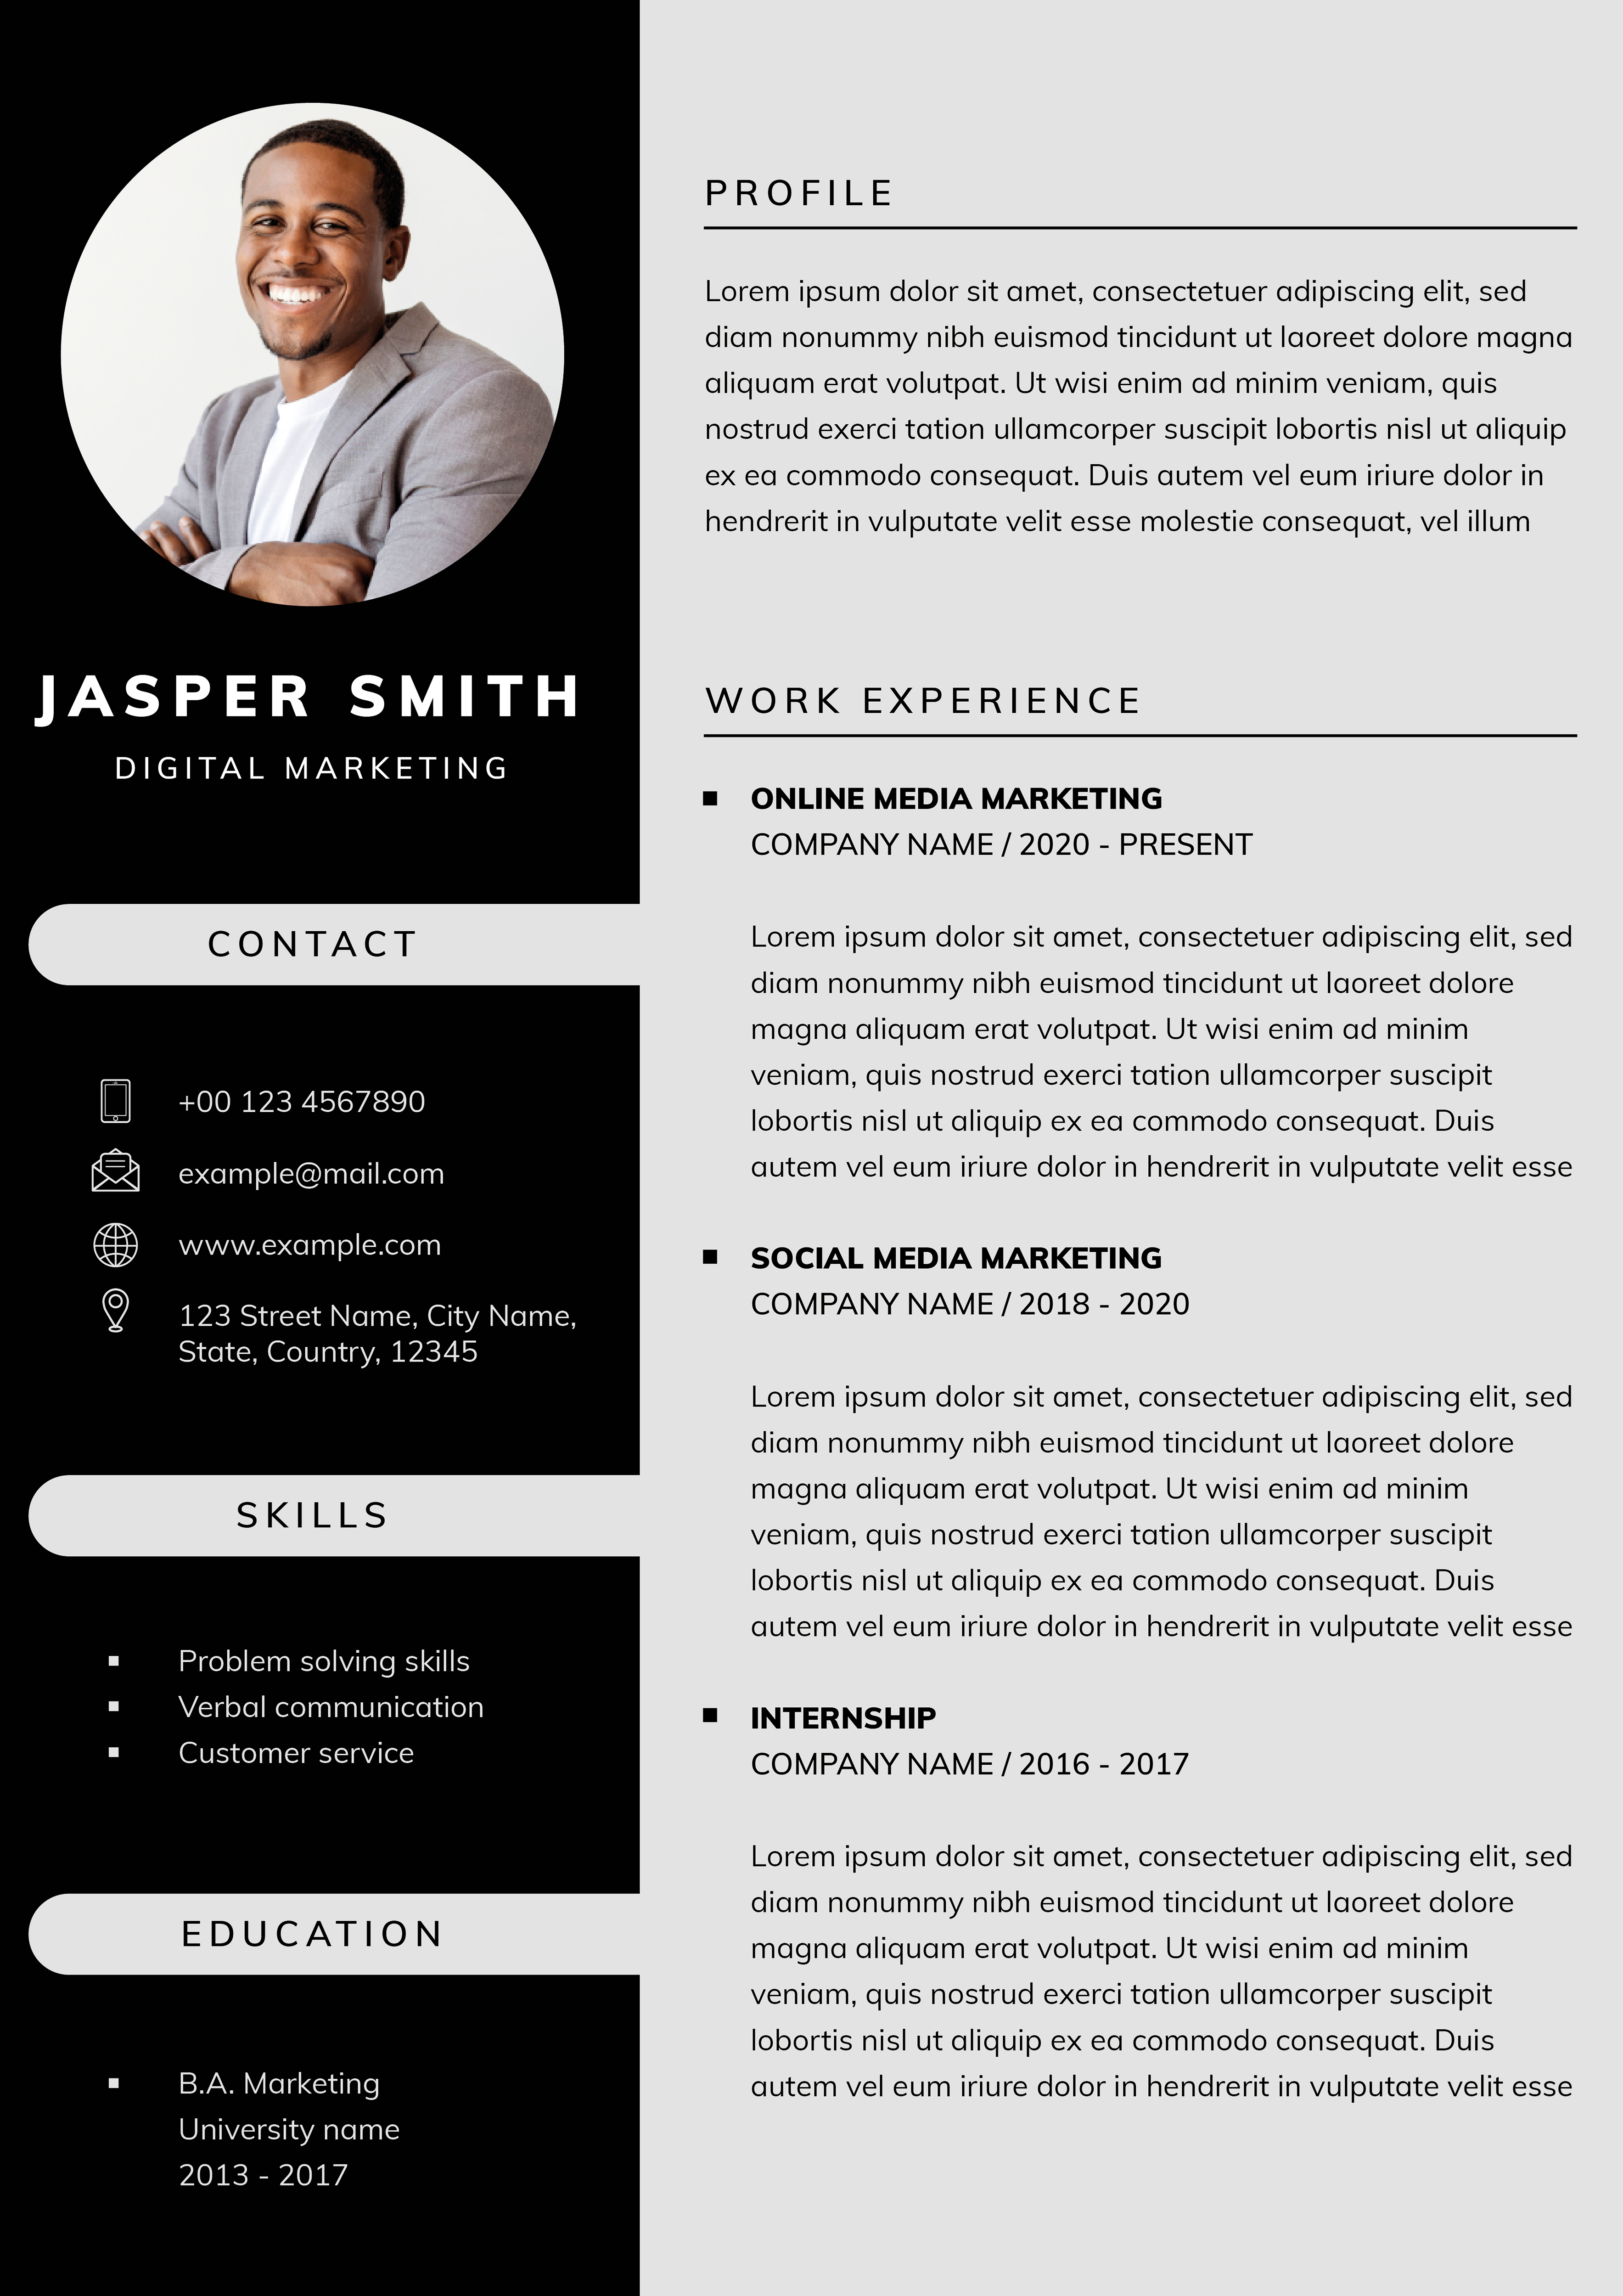 JASPER SMITH
DIGITAL MARKETING
CONTACT
+00 123 4567890
example@mail.com
www.example.com
123 Street Name, City Name,
State, Country, 12345
SKILLS
Problem solving skills
Verbal communication
Customer service
EDUCATION
B.A. Marketing
University name
2013 - 2017
PROFILE
Lorem ipsum dolor sit amet, consectetuer adipiscing elit, sed
diam nonummy nibh euismod tincidunt ut laoreet dolore magna
aliquam erat volutpat. Ut wisi enim ad minim veniam, quis
nostrud exerci tation ullamcorper suscipit lobortis nisl ut aliquip
ex ea commodo consequat. Duis autem vel eum iriure dolor in
hendrerit in vulputate velit esse molestie consequat, vel illum
WORK EXPERIENCE
ONLINE MEDIA MARKETING
COMPANY NAME / 2020 - PRESENT
Lorem ipsum dolor sit amet, consectetuer adipiscing elit, sed
diam nonummy nibh euismod tincidunt ut laoreet dolore
magna aliquam erat volutpat. Ut wisi enim ad minim
veniam, quis nostrud exerci tation ullamcorper suscipit
lobortis nisl ut aliquip ex ea commodo consequat. Duis
autem vel eum iriure dolor in hendrerit in vulputate velit esse
SOCIAL MEDIA MARKETING
COMPANY NAME / 2018 - 2020
Lorem ipsum dolor sit amet, consectetuer adipiscing elit, sed
diam nonummy nibh euismod tincidunt ut laoreet dolore
magna aliquam erat volutpat. Ut wisi enim ad minim
veniam, quis nostrud exerci tation ullamcorper suscipit
lobortis nisl ut aliquip ex ea commodo consequat. Duis
autem vel eum iriure dolor in hendrerit in vulputate velit esse
INTERNSHIP
COMPANY NAME / 2016 - 2017
Lorem ipsum dolor sit amet, consectetuer adipiscing elit, sed
diam nonummy nibh euismod tincidunt ut laoreet dolore
magna aliquam erat volutpat. Ut wisi enim ad minim
veniam, quis nostrud exerci tation ullamcorper suscipit
lobortis nisl ut aliquip ex ea commodo consequat. Duis
autem vel eum iriure dolor in hendrerit in vulputate velit esse